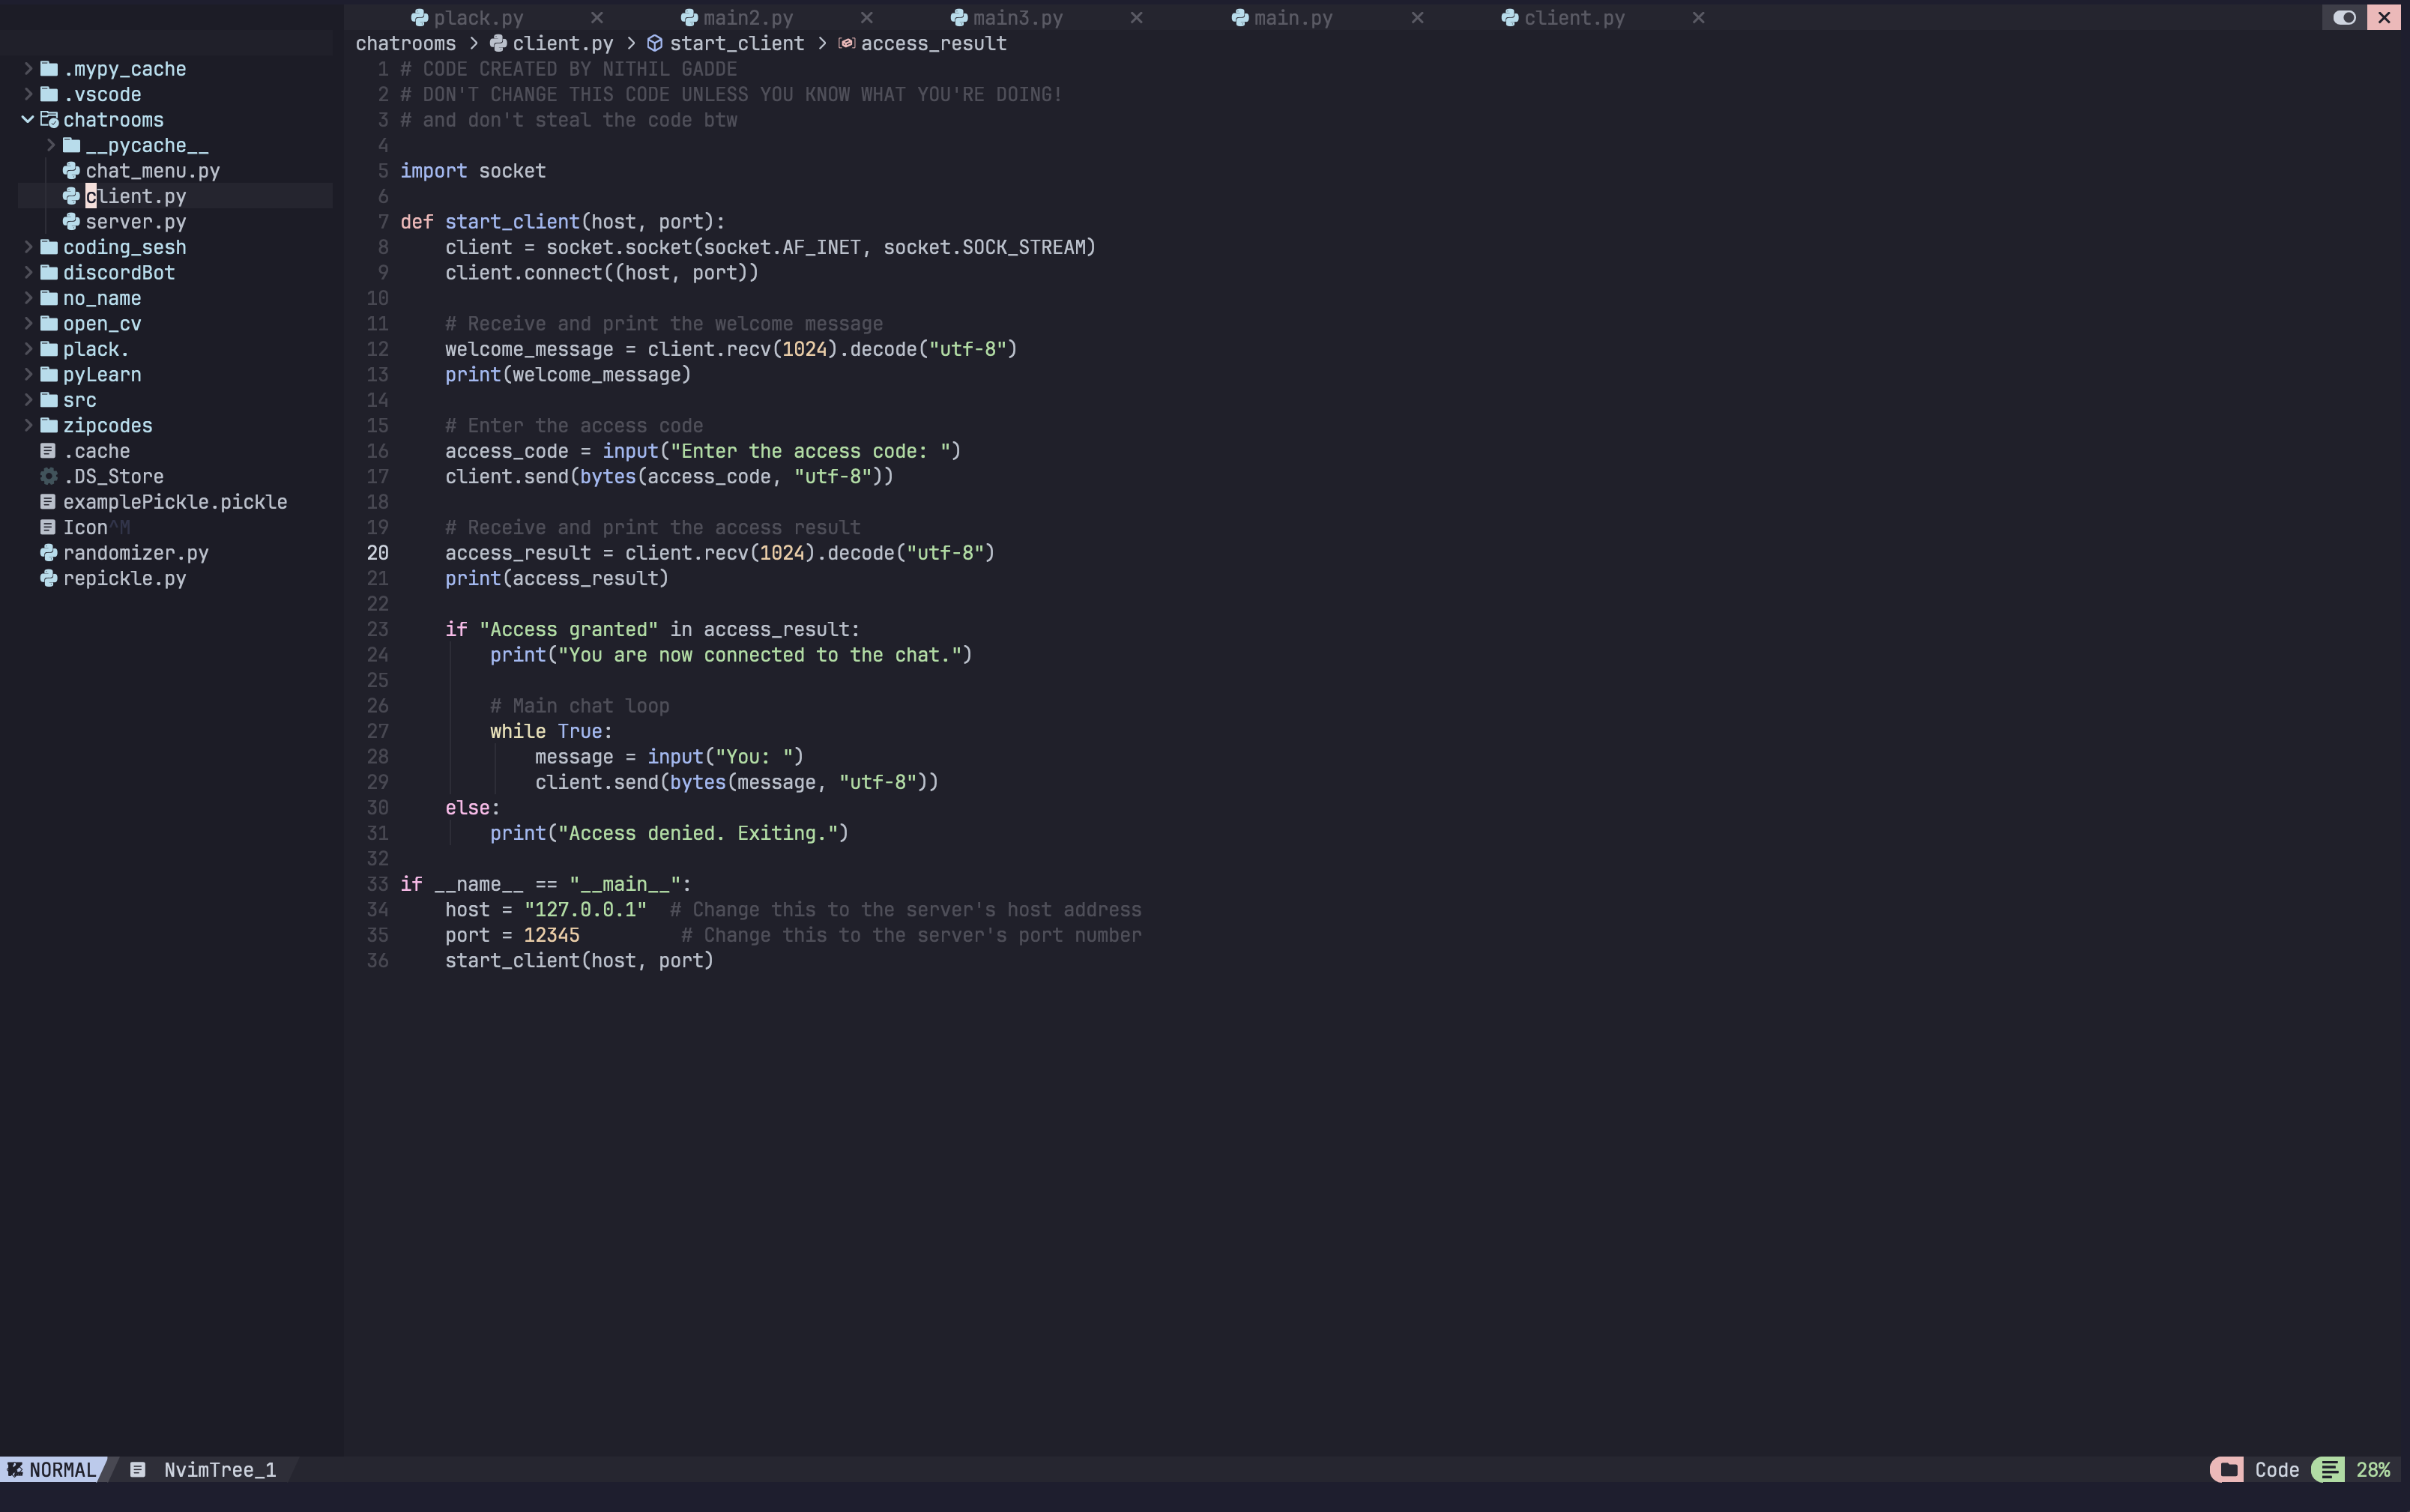 plack.py main2.py main3.py main.py client.py
chatrooms > client.py > start_client > access_result
.mypy_cache
.vscode
chatrooms
__pycache__
chat_menu.py
client.py
server.py
coding_sesh
discordBot
no_name
open_cv
plack.
pyLearn
src
zipcodes
.cache
.DS_Store
examplePickle.pickle
Icon^M
randomizer.py
repickle.py
1 # CODE CREATED BY NITHIL GADDE
2 # DON'T CHANGE THIS CODE UNLESS YOU KNOW WHAT YOU'RE DOING!
3 # and don't steal the code btw
4
5 import socket
6
7 def start_client(host, port):
8     client = socket.socket(socket.AF_INET, socket.SOCK_STREAM)
9     client.connect((host, port))
10
11     # Receive and print the welcome message
12     welcome_message = client.recv(1024).decode("utf-8")
13     print(welcome_message)
14
15     # Enter the access code
16     access_code = input("Enter the access code: ")
17     client.send(bytes(access_code, "utf-8"))
18
19     # Receive and print the access result
20     access_result = client.recv(1024).decode("utf-8")
21     print(access_result)
22
23     if "Access granted" in access_result:
24         print("You are now connected to the chat.")
25
26         # Main chat loop
27         while True:
28             message = input("You: ")
29             client.send(bytes(message, "utf-8"))
30     else:
31         print("Access denied. Exiting.")
32
33 if __name__ == "__main__":
34     host = "127.0.0.1"  # Change this to the server's host address
35     port = 12345         # Change this to the server's port number
36     start_client(host, port)
NORMAL NvimTree_1 Code 28%